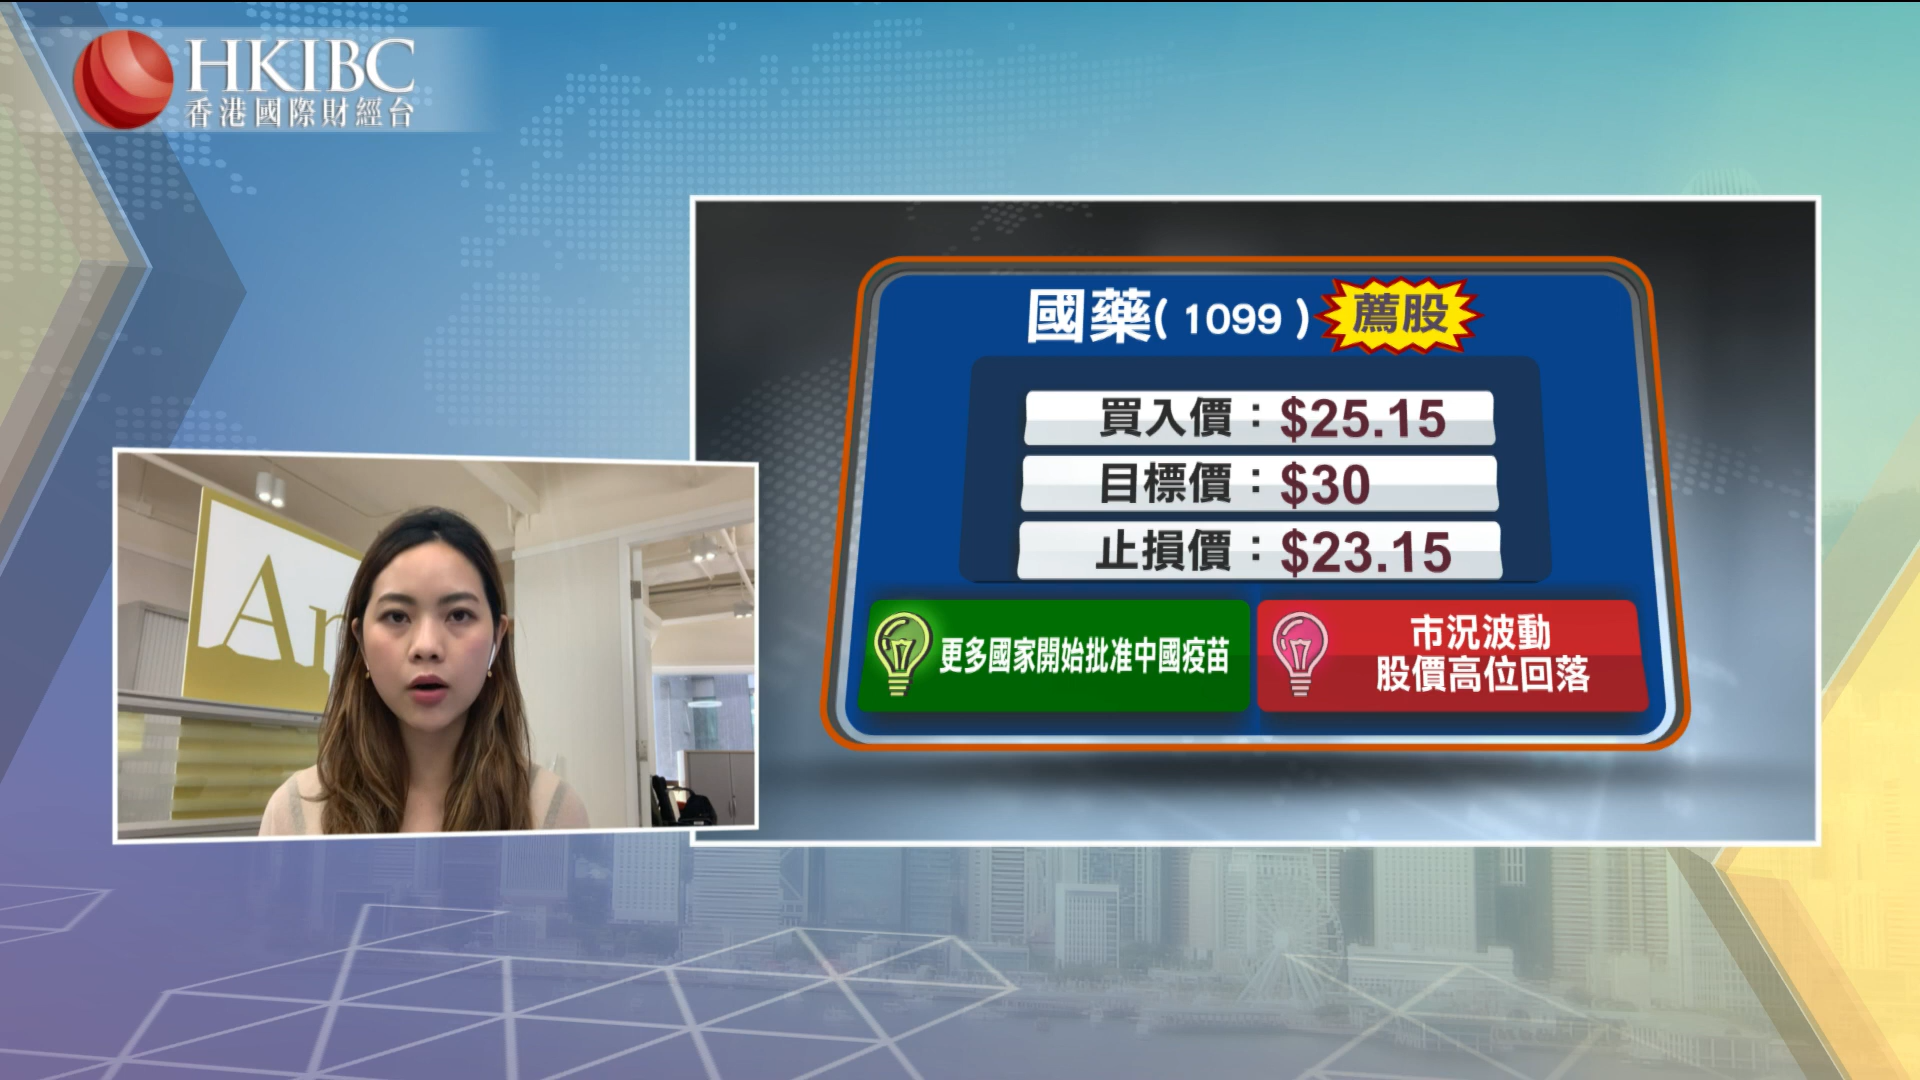 HKIBC
香港國際財經台
國藥( 1099 )
薦股
買入價：$25.15
目標價：$30
止損價：$23.15
更多國家開始批准中國疫苗
市況波動
股價高位回落
An